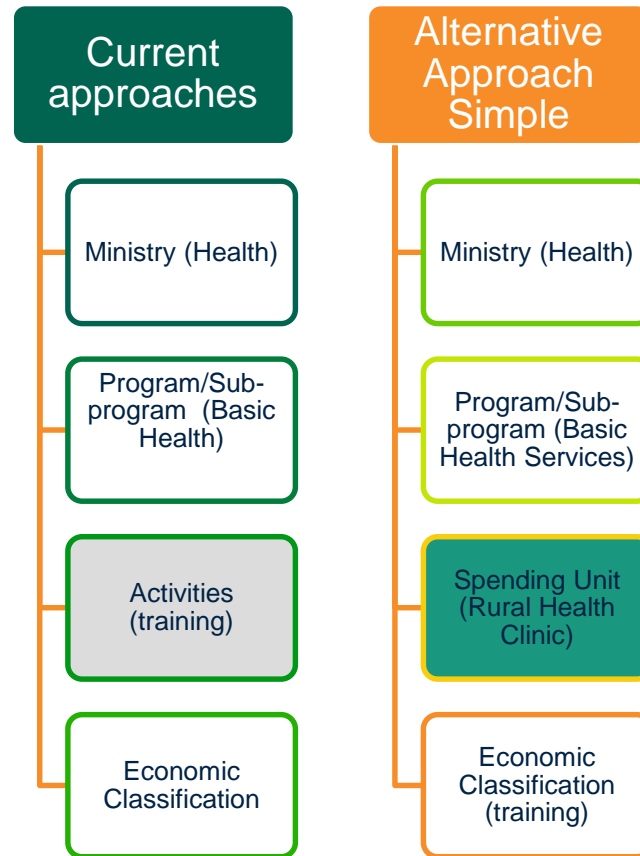 Current
approaches
Ministry (Health)
Program/Sub-
program (Basic
Health)
Activities
(training)
Economic
Classification
Alternative
Approach
Simple
Ministry (Health)
Program/Sub-
program (Basic
Health Services)
Spending Unit
(Rural Health
Clinic)
Economic
Classification
(training)